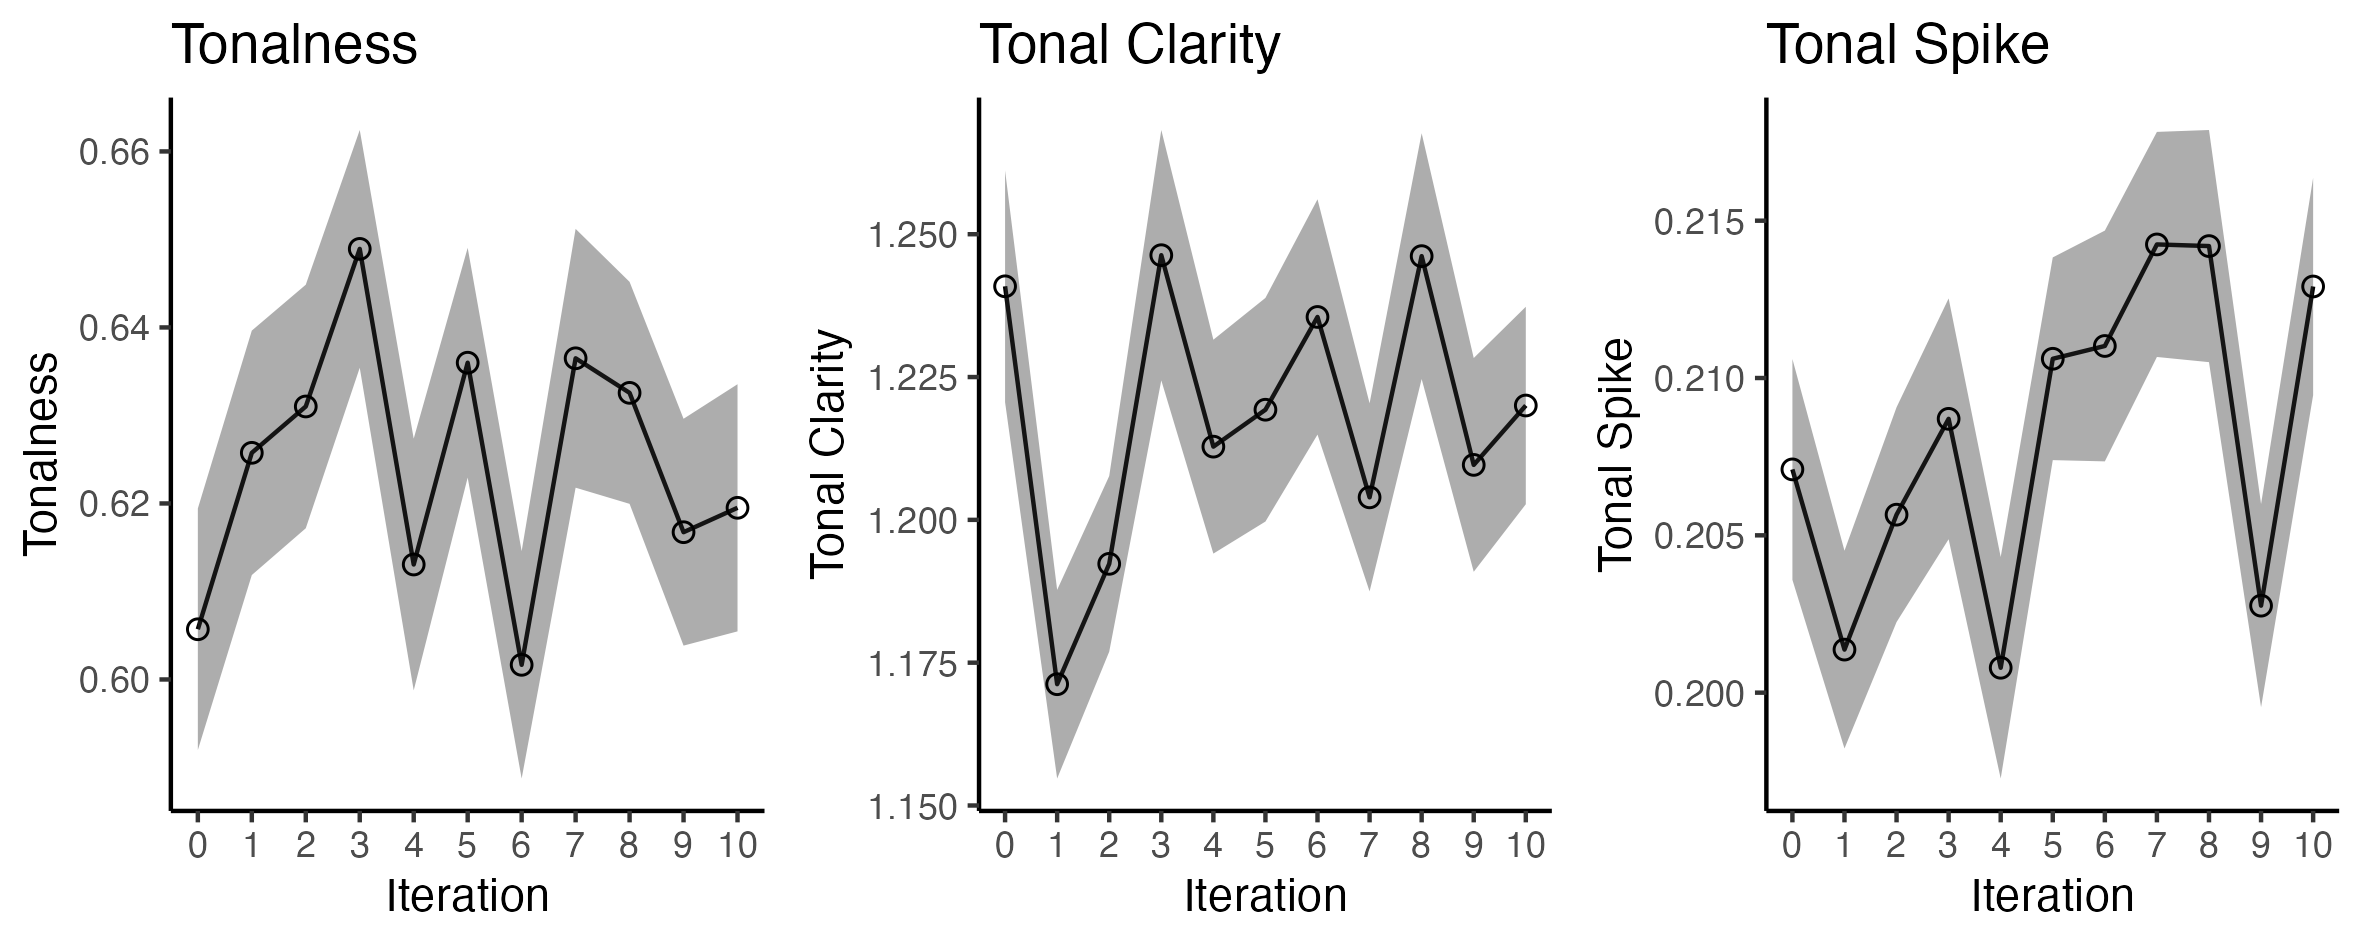 Tonalness
Tonalness
0.66
0.64
0.62
0.60
0 1 2 3 4 5 6 7 8 9 10
Iteration
Tonal Clarity
Tonal Clarity
1.250
1.225
1.200
1.175
1.150
0 1 2 3 4 5 6 7 8 9 10
Iteration
Tonal Spike
Tonal Spike
0.215
0.210
0.205
0.200
0 1 2 3 4 5 6 7 8 9 10
Iteration